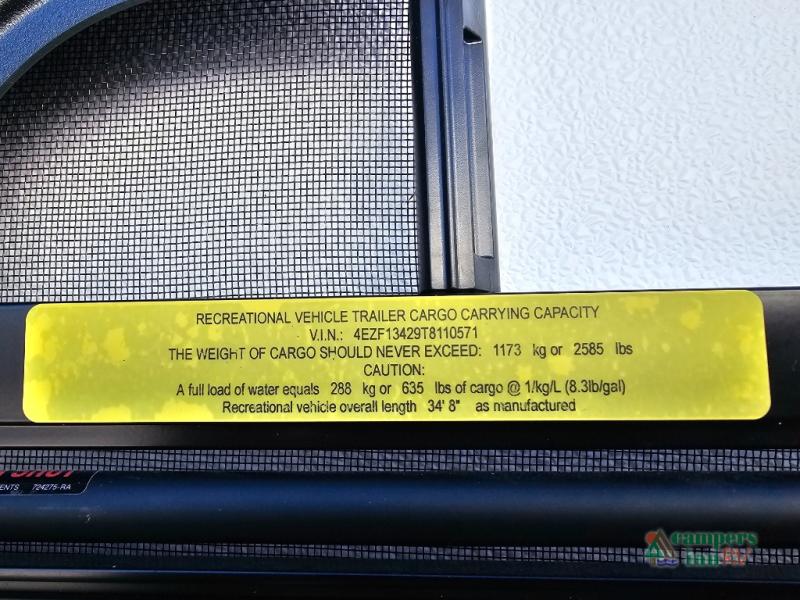 RECREATIONAL VEHICLE TRAILER CARGO CARRYING CAPACITY
V.I.N.: 4EZF13429T8110571
THE WEIGHT OF CARGO SHOULD NEVER EXCEED: 1173 kg or 2585 lbs
CAUTION:
A full load of water equals 288 kg or 635 lbs of cargo @ 1/kg/L (8.3lb/gal)
Recreational vehicle overall length 34' 8" as manufactured
ENTS 724275-RA
campers
inn RV